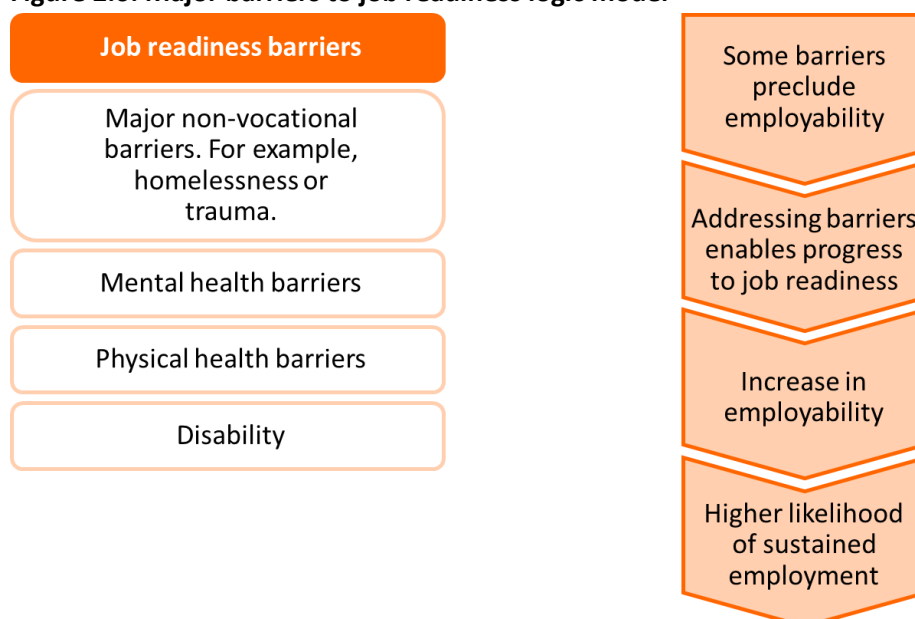 Job readiness barriers
Major non-vocational
barriers. For example,
homelessness or
trauma.
Mental health barriers
Physical health barriers
Disability
Some barriers
preclude
employability
Addressing barriers
enables progress
to job readiness
Increase in
employability
Higher likelihood
of sustained
employment